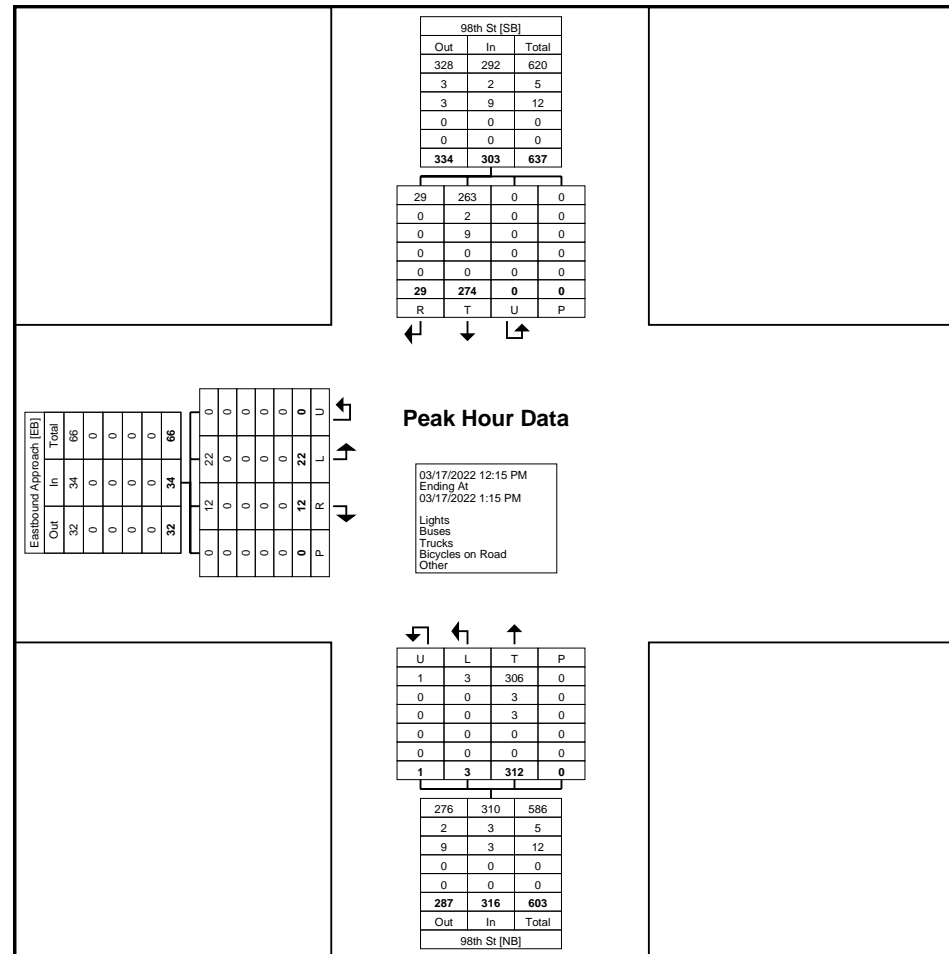 98th St [SB]
Out In Total
328 292 620
3 2 5
3 9 12
0 0 0
0 0 0
334 303 637
29 263 0 0
0 2 0 0
0 9 0 0
0 0 0 0
0 0 0 0
29 274 0 0
R T U P
Eastbound Approach [EB]
Out In Total
32 34 66
0 0 0
0 0 0
0 0 0
0 0 0
32 34 66
0 12 22 0
0 0 0 0
0 0 0 0
0 0 0 0
0 0 0 0
0 12 22 0
P R L U
Peak Hour Data
03/17/2022 12:15 PM
Ending At
03/17/2022 1:15 PM
Lights
Buses
Trucks
Bicycles on Road
Other
U L T P
1 3 306 0
0 0 3 0
0 0 3 0
0 0 0 0
0 0 0 0
1 3 312 0
276 310 586
2 3 5
9 3 12
0 0 0
0 0 0
287 316 603
Out In Total
98th St [NB]